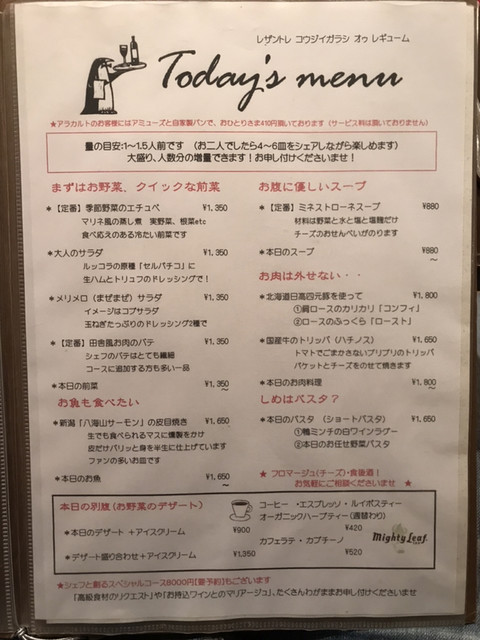 レザントレ コウジイガラシ オゥ レギューム
Today's menu
★アラカルトのお客様にはアミューズと自家製パンで、おひとりさま410円頂いております（サービス料は頂いておりません）
量の目安:1～1.5人前です （お二人でしたら4～6皿をシェアしながら楽しめます）
大盛り、人数分の増量できます！お申し付けくださいませ！
まずはお野菜、クイックな前菜
*【定番】季節野菜のエチュベ ¥1,350
マリネ風の蒸し煮 実野菜、根菜etc
食べ応えのある冷たい前菜です
*大人のサラダ ¥1,350
ルッコラの原種「セルバチコ」に
生ハムとトリュフのドレッシングで！
*メリメロ（まぜまぜ）サラダ ¥1,350
イメージはコブサラダ
玉ねぎたっぷりのドレッシング2種で
*【定番】田舎風お肉のパテ ¥1,350
シェフのパテはとても繊細
コースに追加する方も多い一品
*本日の前菜 ¥1,350～
お魚も食べたい
*新潟「八海山サーモン」の皮目焼き ¥1,650
生でも食べられるマスに燻製をかけ
皮だけパリッと身を半生に仕上げています
ファンの多いお皿です
*本日のお魚 ¥1,650～
お腹に優しいスープ
*【定番】ミネストローネスープ ¥880
材料は野菜と水と塩と塩麹だけ
チーズのおせんべいがのります
*本日のスープ ¥880～
お肉は外せない・・
*北海道日高四元豚を使って ¥1,800
①肩ロースのカリカリ「コンフィ」
②ロースのふっくら「ロースト」
*国産牛のトリッパ（ハチノス） ¥1,650
トマトでごまかさないプリプリのトリッパ
バケットとチーズをのせて焼きます
*本日のお肉料理 ¥1,800～
しめはパスタ？
*本日のパスタ （ショートパスタ） ¥1,650
①鴨ミンチの白ワインラグー
②本日のお任せ野菜パスタ
★ フロマージュ(チーズ)・食後酒！
お気軽にご相談くださいませ ★
本日の別腹（お野菜のデザート）
*本日のデザート ＋アイスクリーム ¥900
*デザート盛り合わせ＋アイスクリーム ¥1,350
コーヒー ・エスプレッソ・ルイボスティー
オーガニックハーブティー(週替わり)
¥420
カフェラテ・カプチーノ ¥520
Mighty Leaf
★シェフと創るスペシャルコース8000円【要予約】もございます
「高級食材のリクエスト」や「お持込ワインとのマリアージュ」、たくさんわがままお申し付けくださいませ